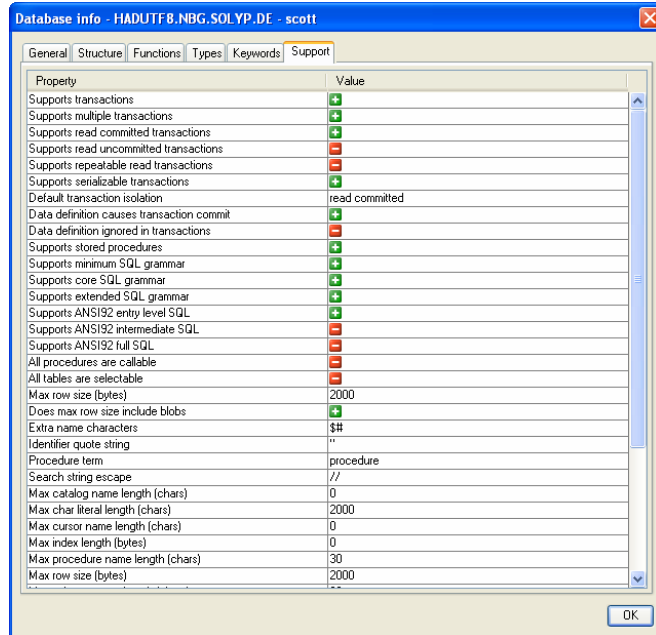 Database info - HADUTF8.NBG.SOLYP.DE - scott
General Structure Functions Types Keywords Support
Property Value
Supports transactions
Supports multiple transactions
Supports read committed transactions
Supports read uncommitted transactions
Supports repeatable read transactions
Supports serializable transactions
Default transaction isolation read committed
Data definition causes transaction commit
Data definition ignored in transactions
Supports stored procedures
Supports minimum SQL grammar
Supports core SQL grammar
Supports extended SQL grammar
Supports ANSI92 entry level SQL
Supports ANSI92 intermediate SQL
Supports ANSI92 full SQL
All procedures are callable
All tables are selectable
Max row size (bytes) 2000
Does max row size include blobs
Extra name characters $#
Identifier quote string "
Procedure term procedure
Search string escape //
Max catalog name length (chars) 0
Max char literal length (chars) 2000
Max cursor name length (chars) 0
Max index length (bytes) 0
Max procedure name length (chars) 30
Max row size (bytes) 2000
OK